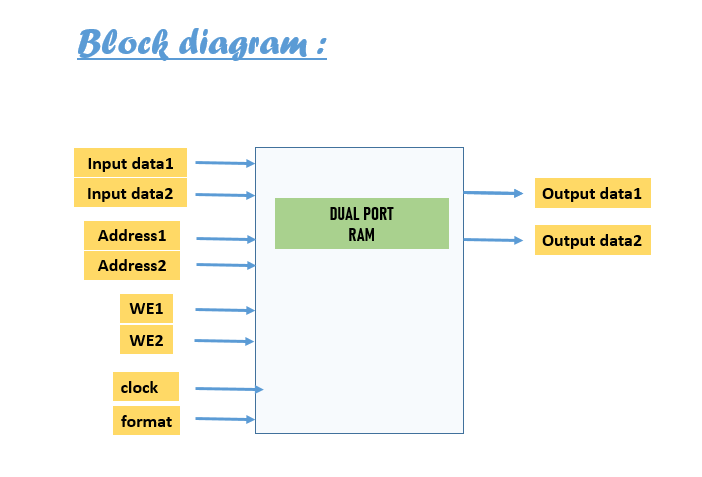 Block diagram :
Input data1
Input data2
Address1
Address2
WE1
WE2
clock
format
DUAL PORT
RAM
Output data1
Output data2